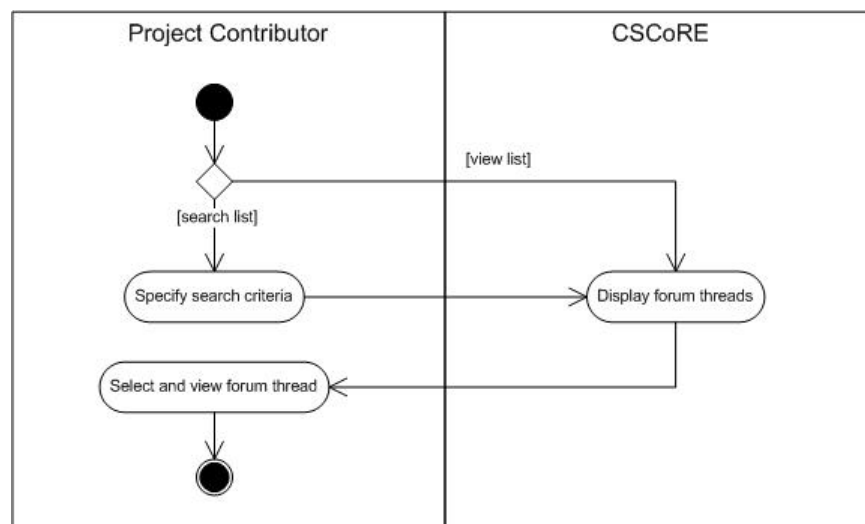 Project Contributor
CSCoRE
[view list]
[search list]
Specify search criteria
Display forum threads
Select and view forum thread